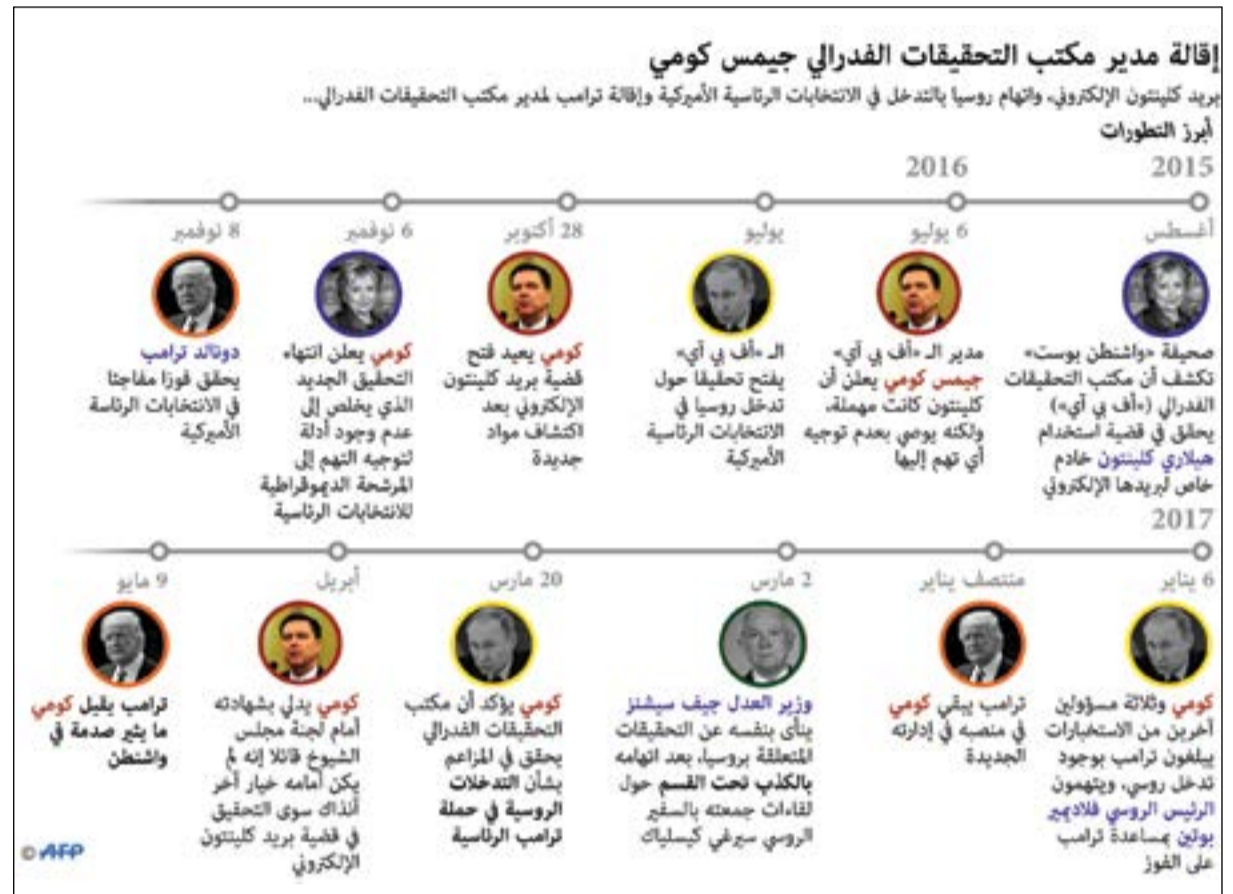 إقالة مدير مكتب التحقيقات الفدرالي جيمس كومي
بريد كلينتون الإلكتروني، واتهام روسيا بالتدخل في الانتخابات الرئاسية الأميركية وإقالة ترامب لمدير مكتب التحقيقات الفدرالي...
أبرز التطورات
2015
أغسطس
صحيفة «واشنطن بوست»
تكشف أن مكتب التحقيقات
الفدرالي («أف بي آي»)
يحقق في قضية استخدام
هيلاري كلينتون خادم
خاص لبريدها الإلكتروني
2016
6 يوليو
مدير الـ «أف بي آي»
جيمس كومي يعلن أن
كلينتون كانت مهملة،
ولكنه يوصي بعدم توجيه
أي تهم إليها
يوليو
الـ «أف بي آي»
يفتح تحقيقا حول
تدخل روسيا في
الانتخابات الرئاسية
الأميركية
28 أكتوبر
كومي يعيد فتح
قضية بريد كلينتون
الإلكتروني بعد
اكتشاف مواد
جديدة
6 نوفمبر
كومي يعلن انتهاء
التحقيق الجديد
الذي يخلص إلى
عدم وجود أدلة
لتوجيه التهم إلى
المرشحة الديموقراطية
للانتخابات الرئاسية
8 نوفمبر
دونالد ترامب
يحقق فوزا مفاجئا
في الانتخابات الرئاسة
الأميركية
2017
6 يناير
كومي وثلاثة مسؤولين
آخرين من الاستخبارات
يبلغون ترامب بوجود
تدخل روسي، ويتهمون
الرئيس الروسي فلاديمير
بوتين بمساعدة ترامب
على الفوز
منتصف يناير
ترامب يبقي كومي
في منصبه في إدارته
الجديدة
2 مارس
وزير العدل جيف سيشنز
ينأى بنفسه عن التحقيقات
المتعلقة بروسيا، بعد اتهامه
بالكذب تحت القسم حول
لقاءات جمعته بالسفير
الروسي سيرغي كيسلياك
20 مارس
كومي يؤكد أن مكتب
التحقيقات الفدرالي
يحقق في المزاعم
بشأن التدخلات
الروسية في حملة
ترامب الرئاسية
أبريل
كومي يدلي بشهادته
أمام لجنة مجلس
الشيوخ قائلا إنه لم
يكن أمامه خيار آخر
آنذاك سوى التحقيق
في قضية بريد كلينتون
الإلكتروني
9 مايو
ترامب يقيل كومي
ما يثير صدمة في
واشنطن
© AFP